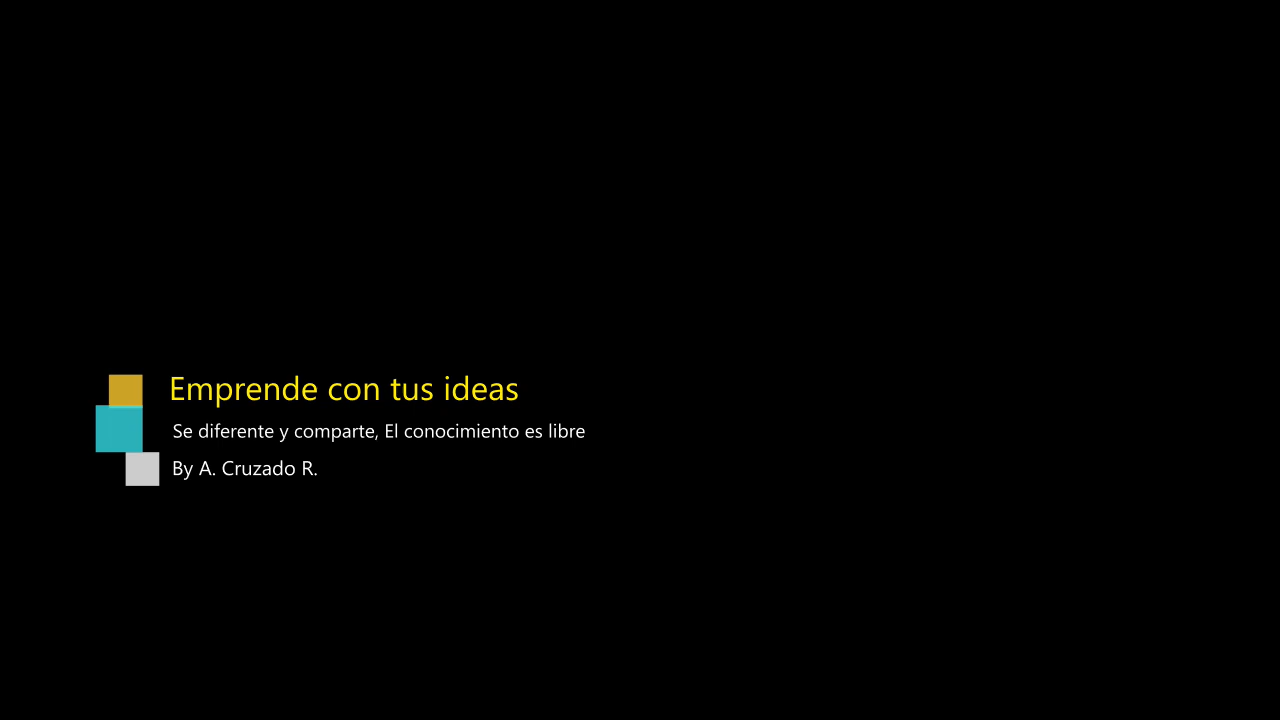 Emprende con tus ideas
Se diferente y comparte, El conocimiento es libre
By A. Cruzado R.